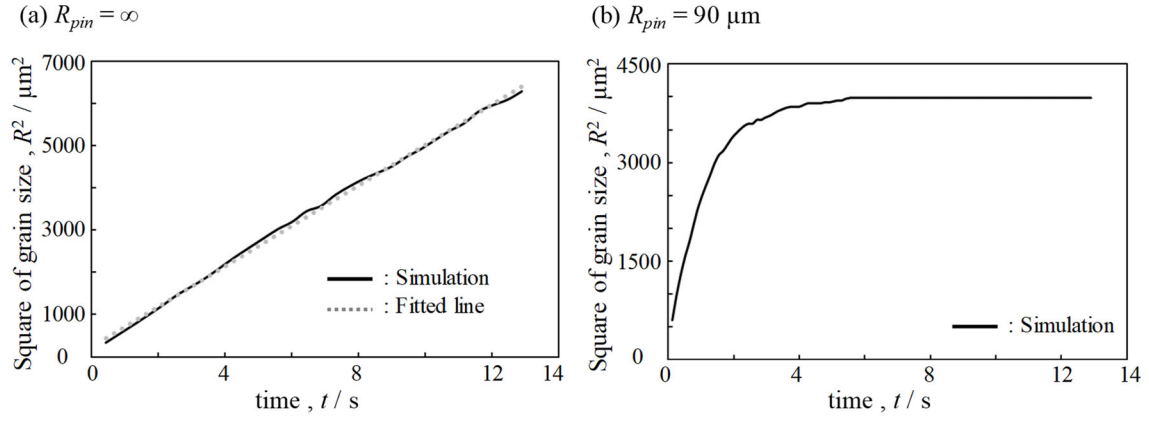 (a) R_pin = ∞
Square of grain size , R² / μm²
7000
5000
3000
1000
0
0
4
8
12
14
time , t / s
: Simulation
: Fitted line
(b) R_pin = 90 μm
Square of grain size , R² / μm²
4500
3000
1500
0
0
4
8
12
14
time , t / s
: Simulation